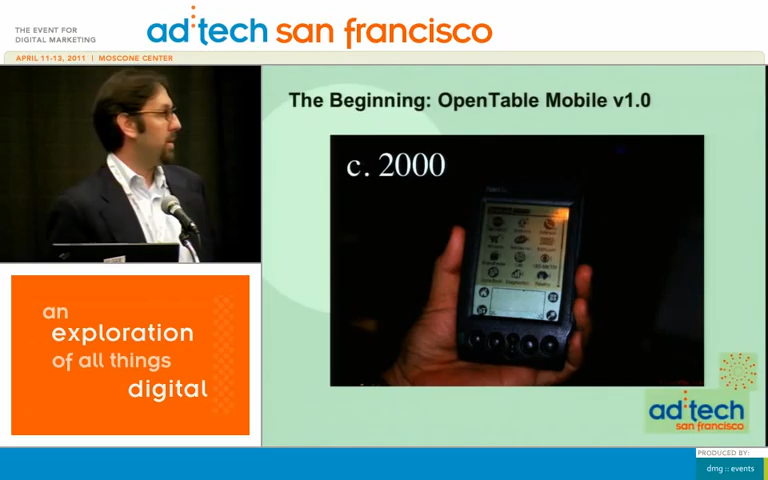 THE EVENT FOR
DIGITAL MARKETING
ad:tech san francisco
APRIL 11-13, 2011 | MOSCONE CENTER
The Beginning: OpenTable Mobile v1.0
c. 2000
an
exploration
of all things
digital
ad:tech
san francisco
PRODUCED BY:
dmg :: events